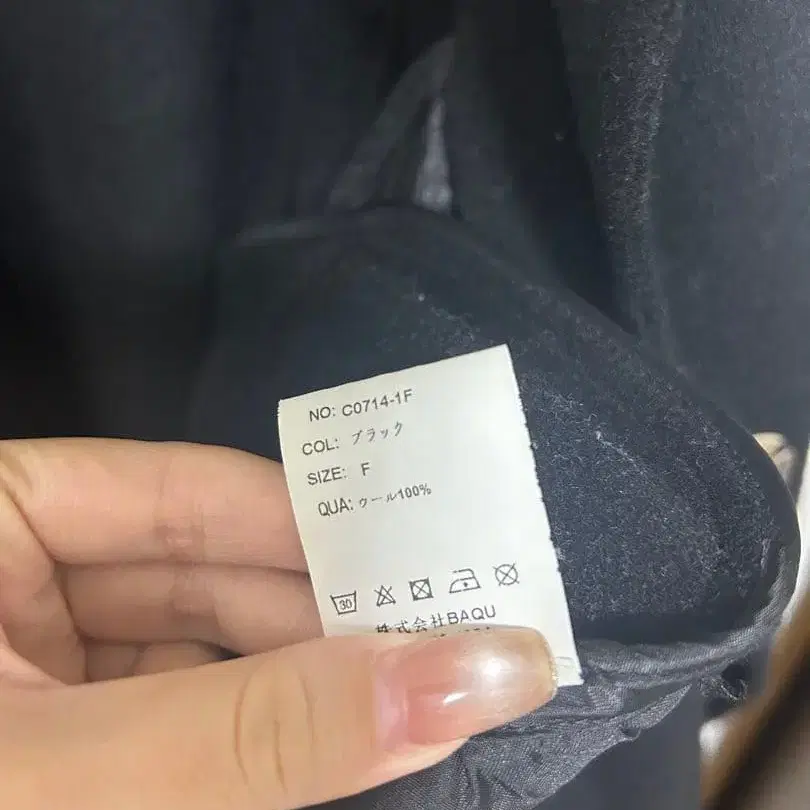 NO: C0714-1F
COL: ブラック
SIZE: F
QUA: ウール100%
30
株式会社BAQU